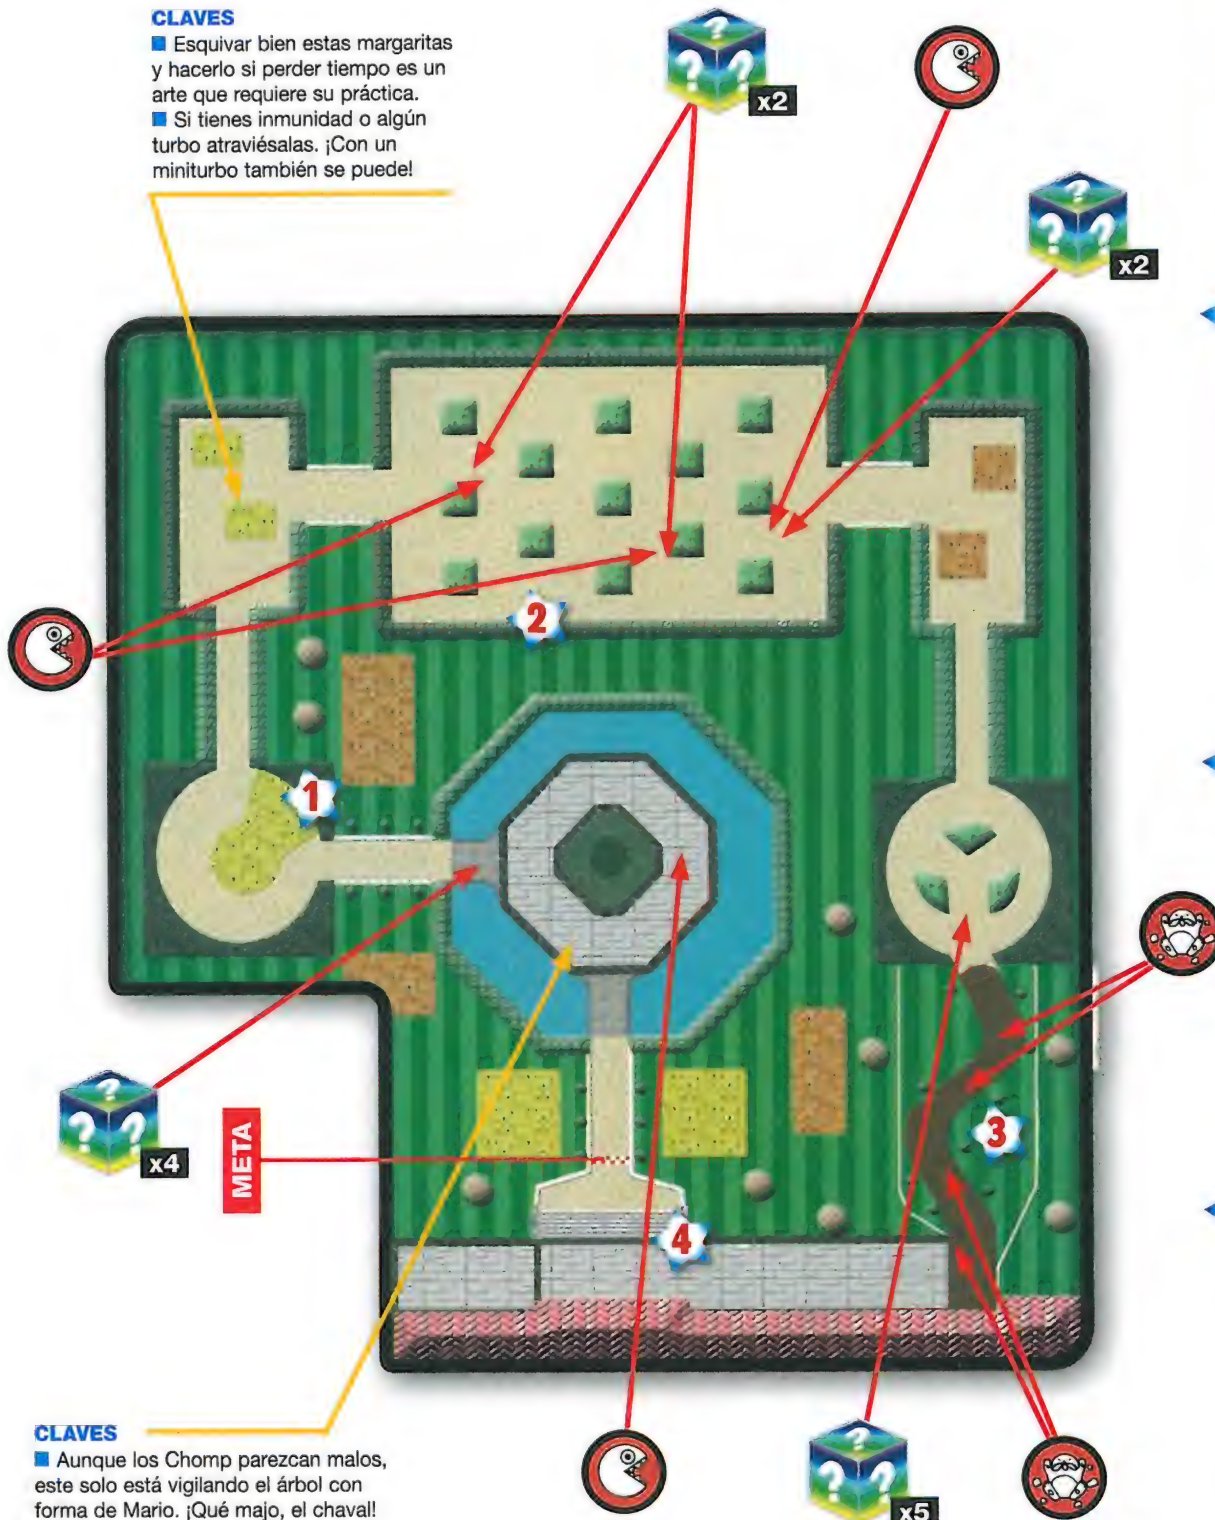 CLAVES
■ Esquivar bien estas margaritas
y hacerlo si perder tiempo es un
arte que requiere su práctica.
■ Si tienes inmunidad o algún
turbo atraviésalas. ¡Con un
miniturbo también se puede!
? ? ?
x2
? ? ?
x2
2
1
3
? ? ?
x4
META
4
CLAVES
■ Aunque los Chomp parezcan malos,
este solo está vigilando el árbol con
forma de Mario. ¡Qué majo, el chaval!
? ? ?
x5